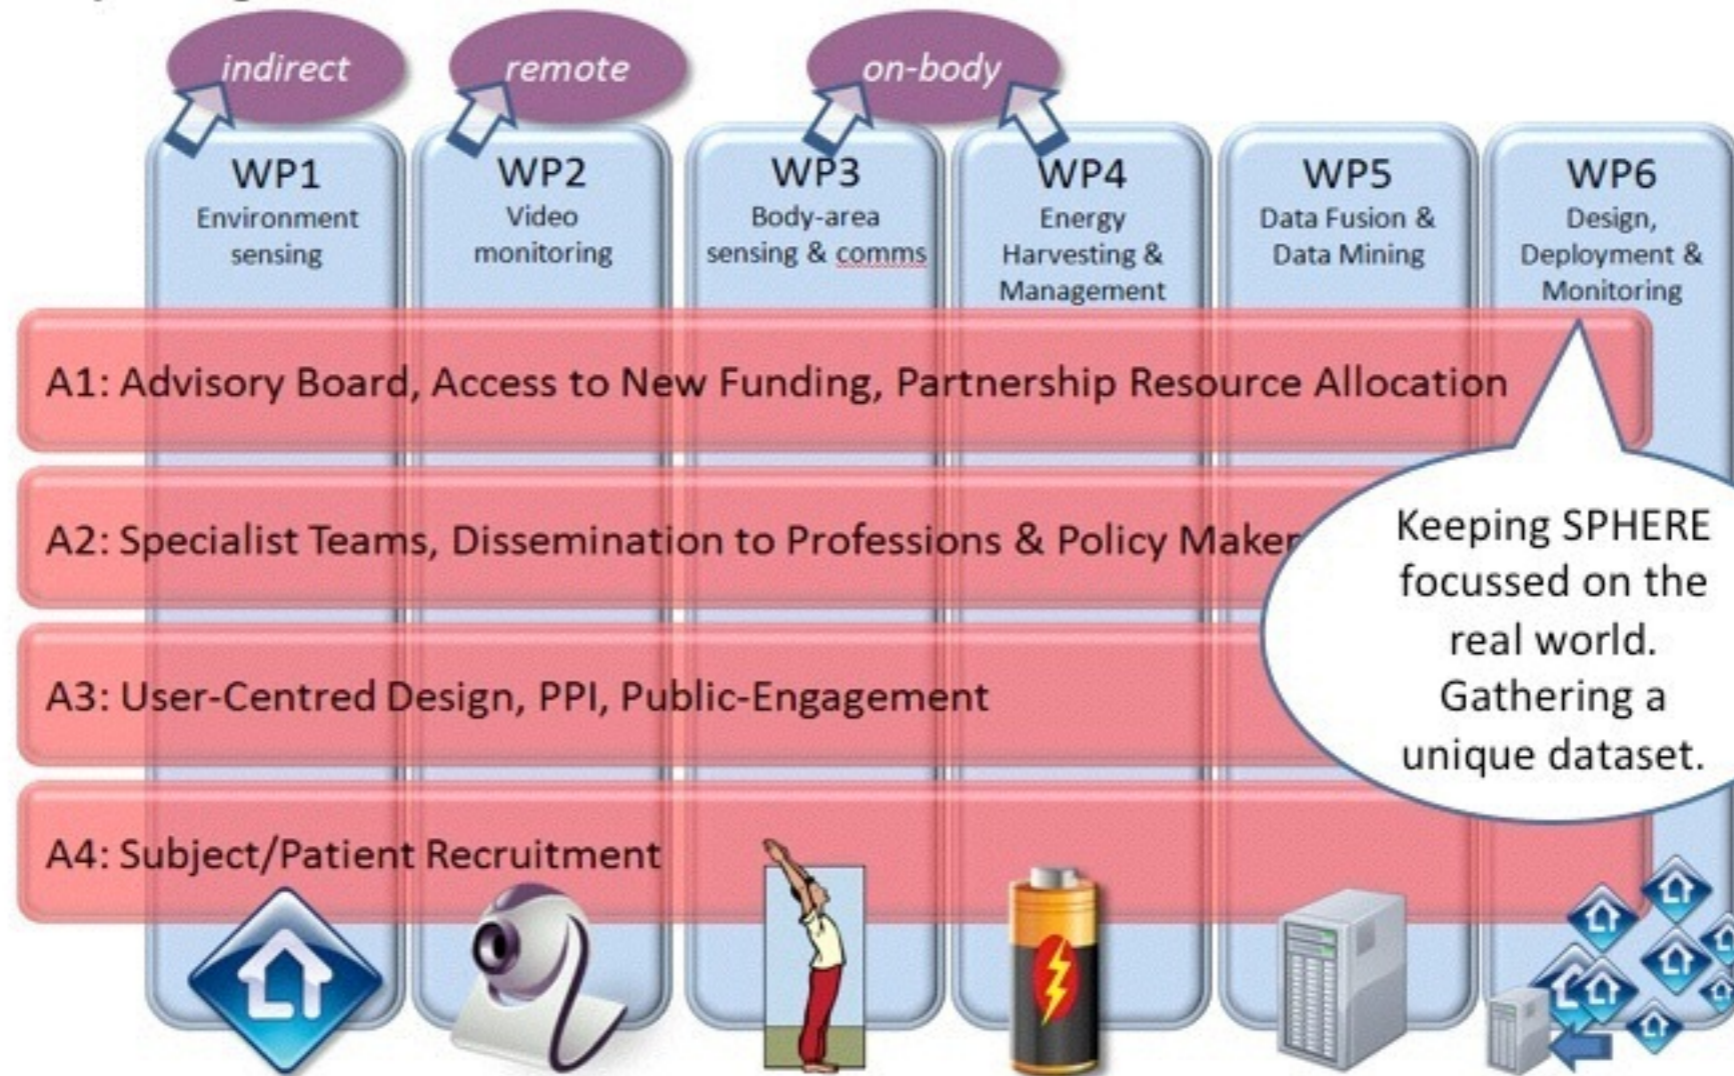 indirect
remote
on-body
WP1
Environment
sensing
WP2
Video
monitoring
WP3
Body-area
sensing & comms
WP4
Energy
Harvesting &
Management
WP5
Data Fusion &
Data Mining
WP6
Design,
Deployment &
Monitoring
A1: Advisory Board, Access to New Funding, Partnership Resource Allocation
A2: Specialist Teams, Dissemination to Professions & Policy Maker
A3: User-Centred Design, PPI, Public-Engagement
A4: Subject/Patient Recruitment
Keeping SPHERE
focussed on the
real world.
Gathering a
unique dataset.